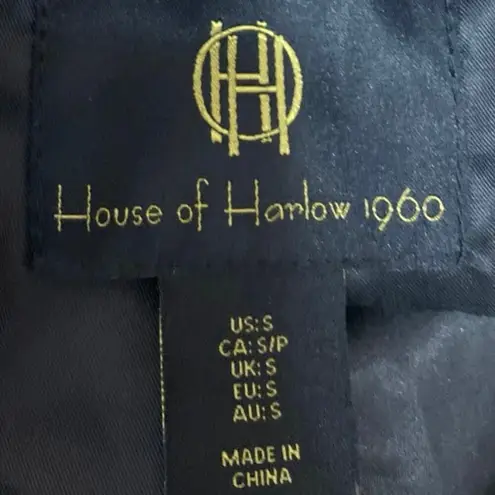 House of Harlow 1960
US: S
CA: S/P
UK: S
EU: S
AU: S
MADE IN
CHINA